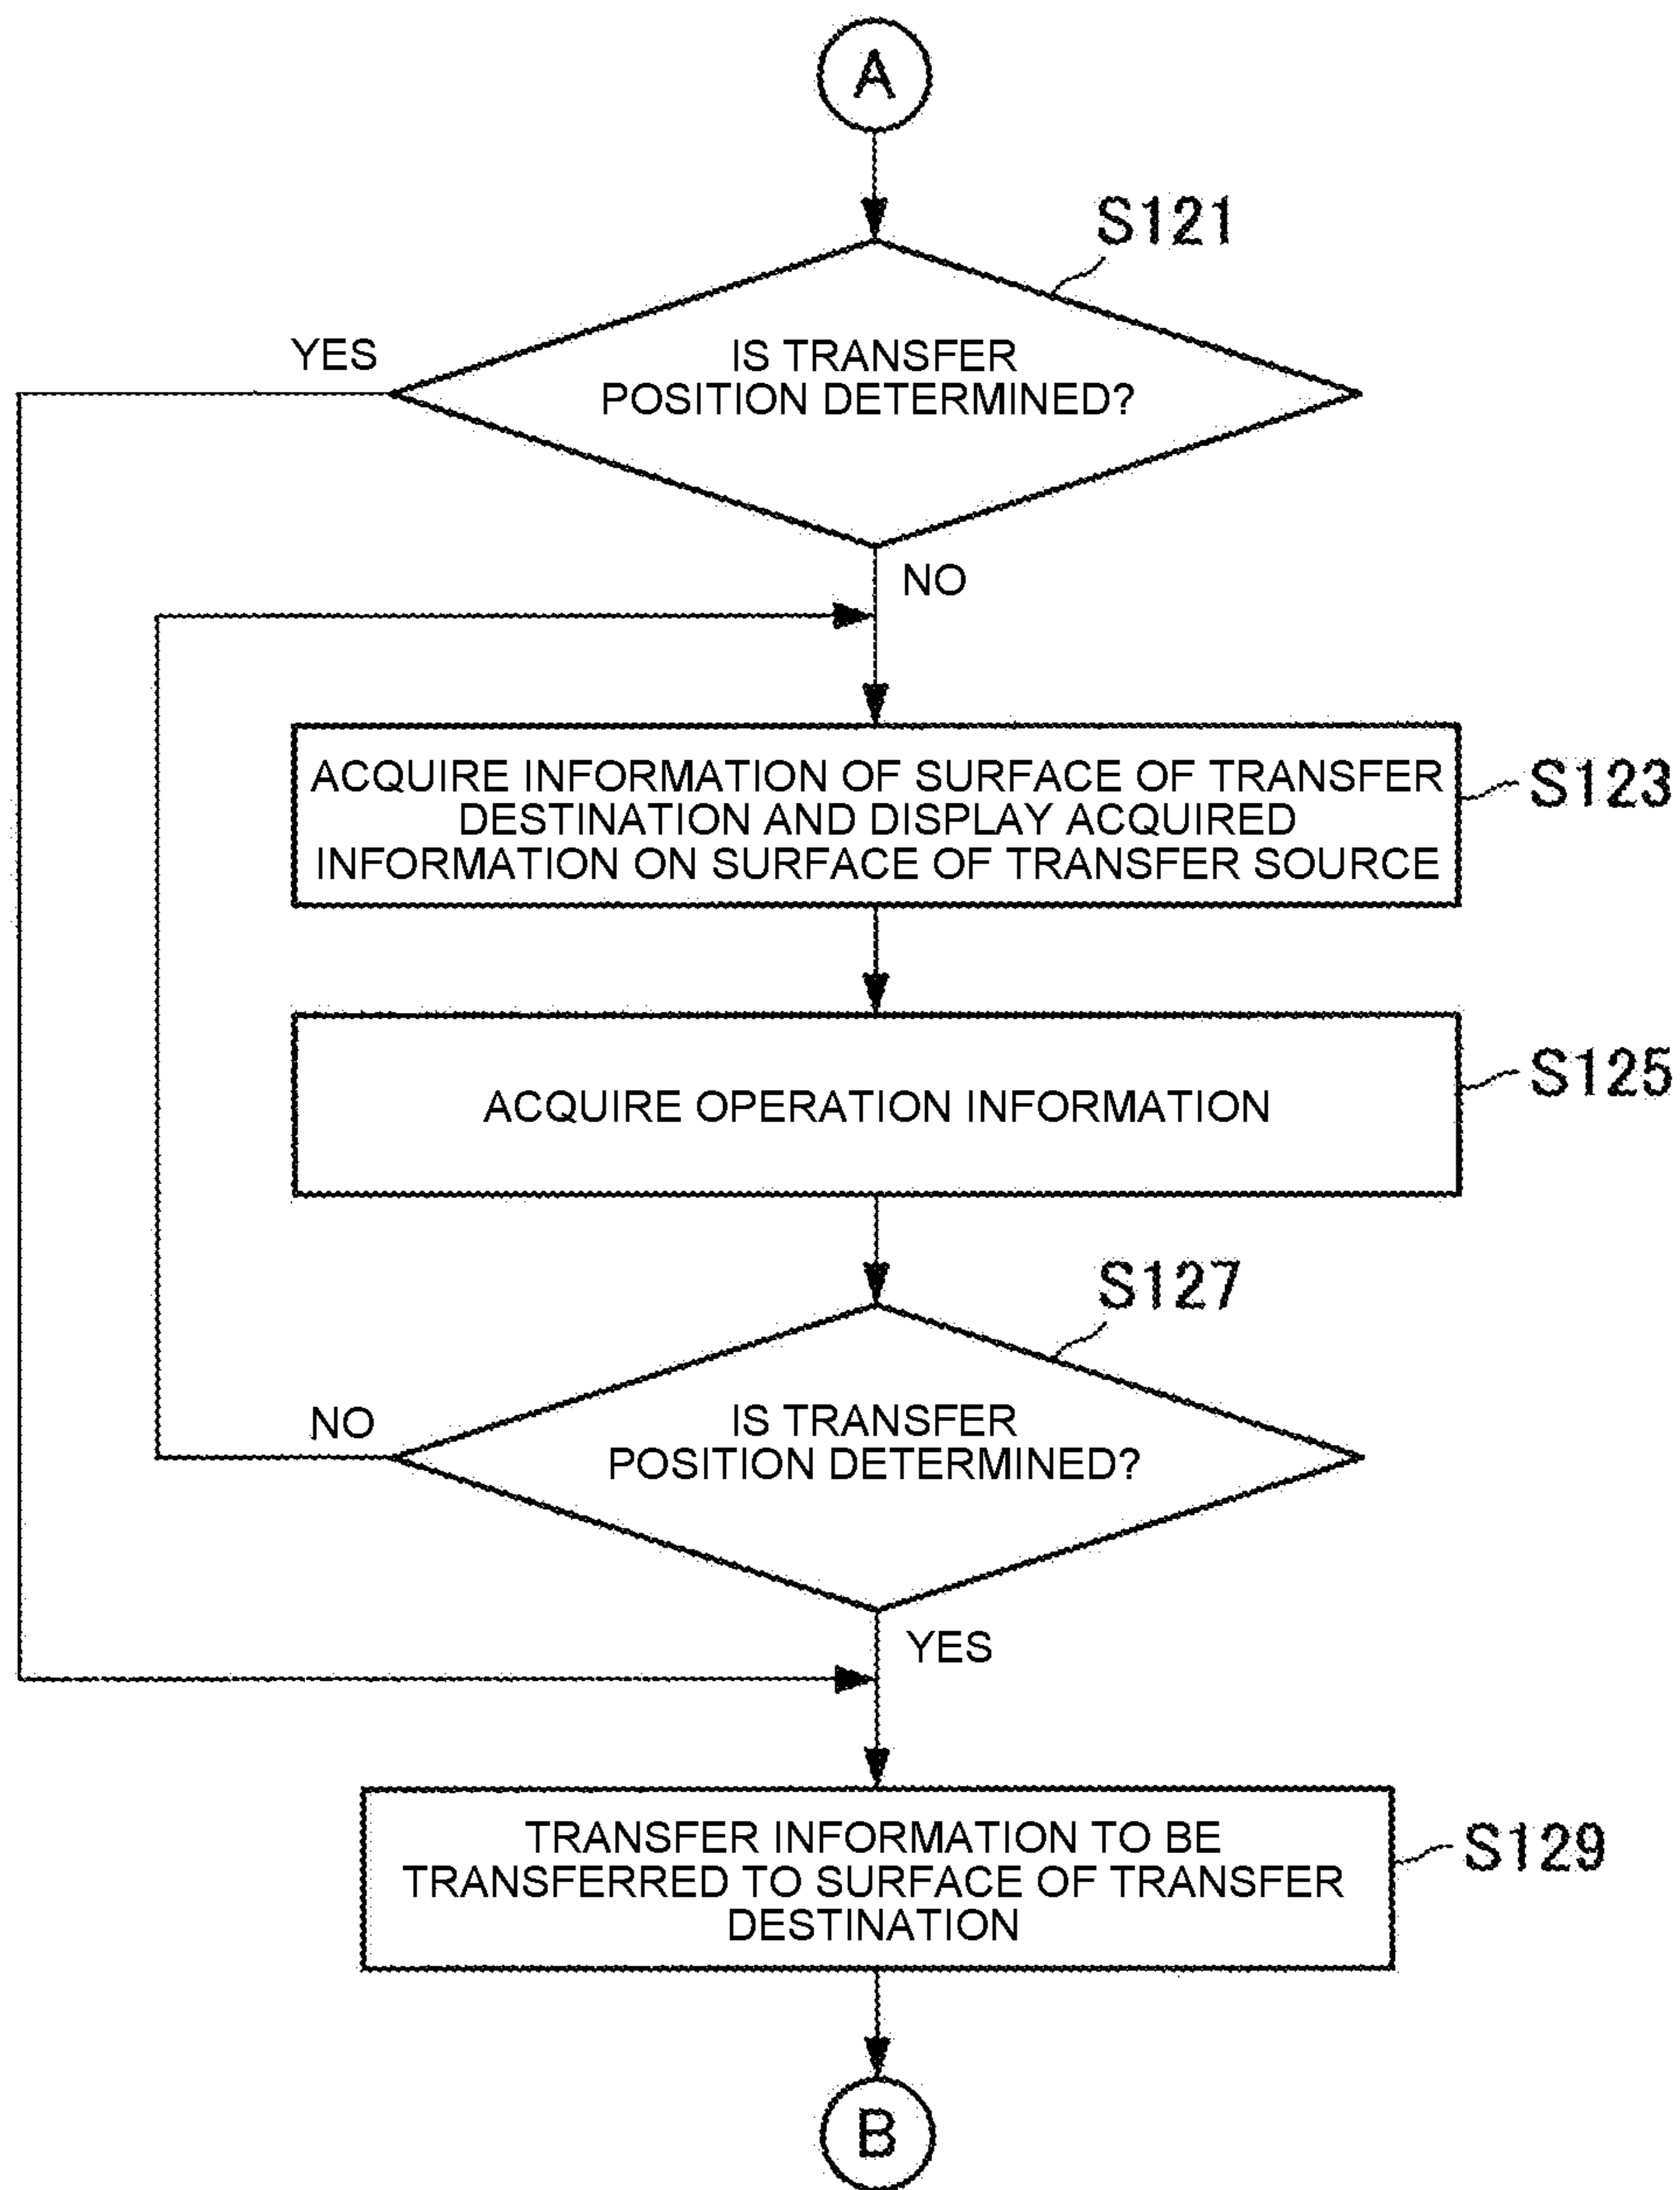 A
S121
YES
IS TRANSFER
POSITION DETERMINED?
NO
ACQUIRE INFORMATION OF SURFACE OF TRANSFER
DESTINATION AND DISPLAY ACQUIRED
INFORMATION ON SURFACE OF TRANSFER SOURCE
S123
ACQUIRE OPERATION INFORMATION
S125
S127
NO
IS TRANSFER
POSITION DETERMINED?
YES
TRANSFER INFORMATION TO BE
TRANSFERRED TO SURFACE OF TRANSFER
DESTINATION
S129
B